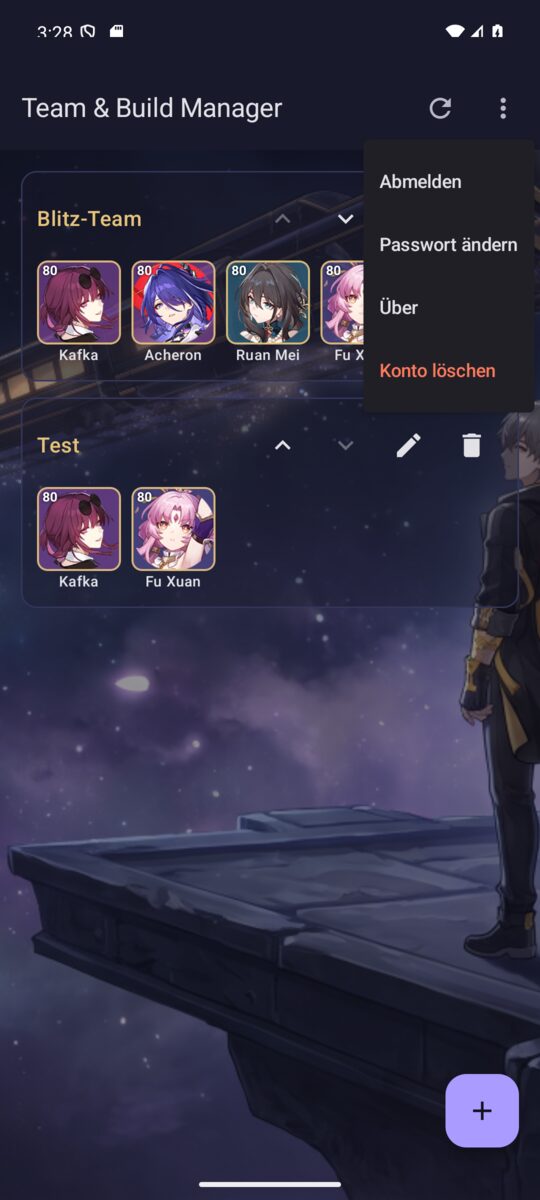 3:28
Team & Build Manager
Abmelden
Passwort ändern
Über
Konto löschen
Blitz-Team
80 80 80 80
Kafka Acheron Ruan Mei Fu X
Test
80 80
Kafka Fu Xuan